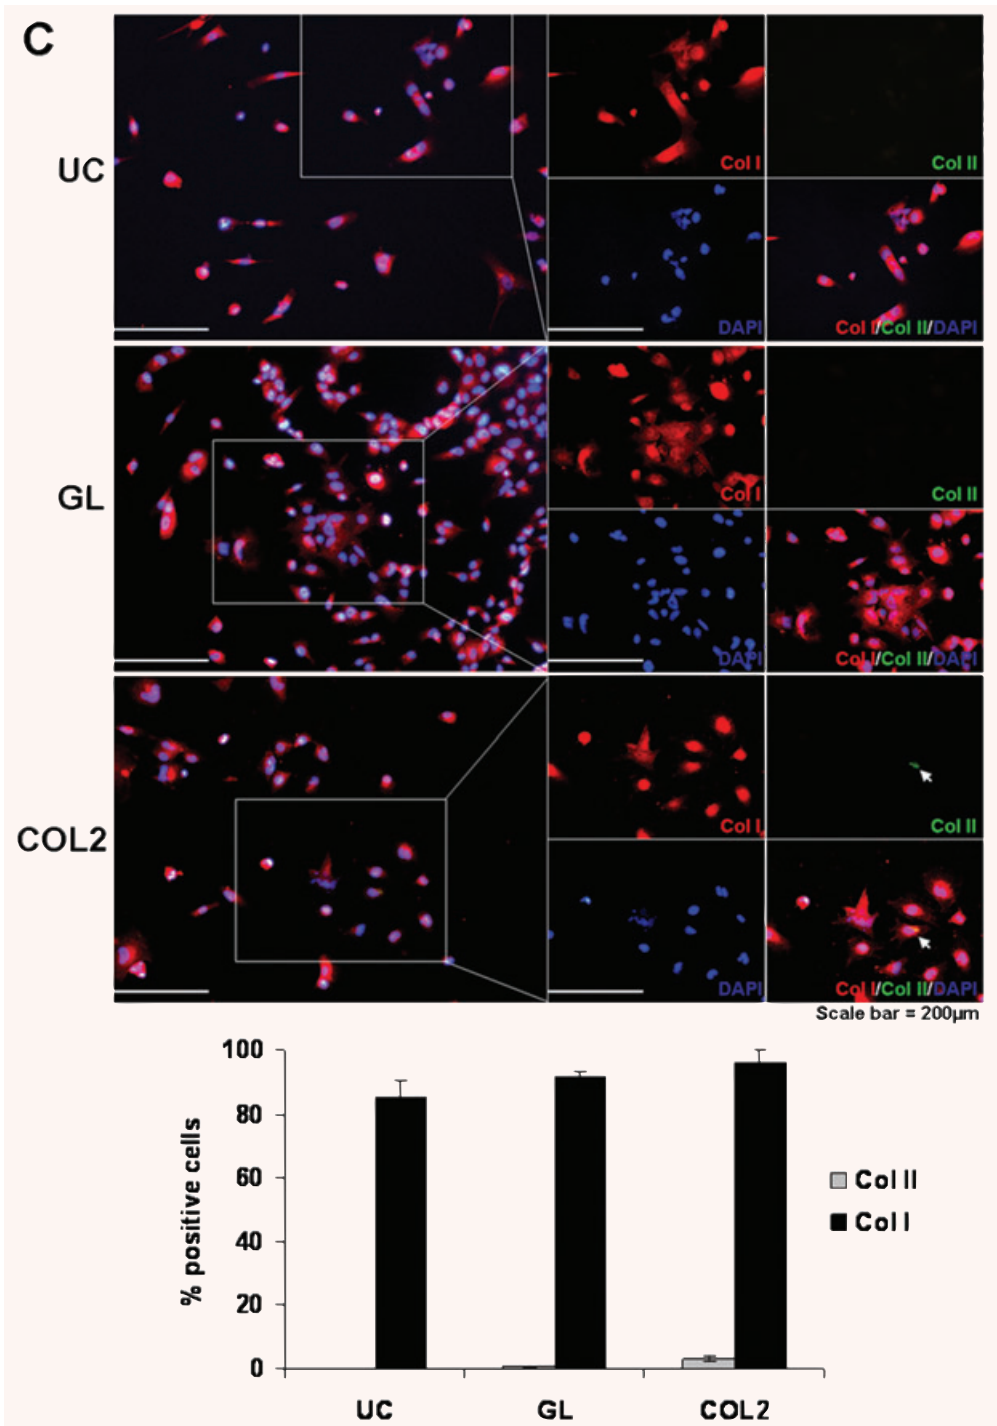 C
UC
Col I
Col II
DAPI
Col I/Col II/DAPI
GL
Col I
Col II
DAPI
Col I/Col II/DAPI
COL2
Col I
Col II
DAPI
Col I/Col II/DAPI
Scale bar = 200µm
100
80
60
40
20
0
% positive cells
Col II
Col I
UC GL COL2